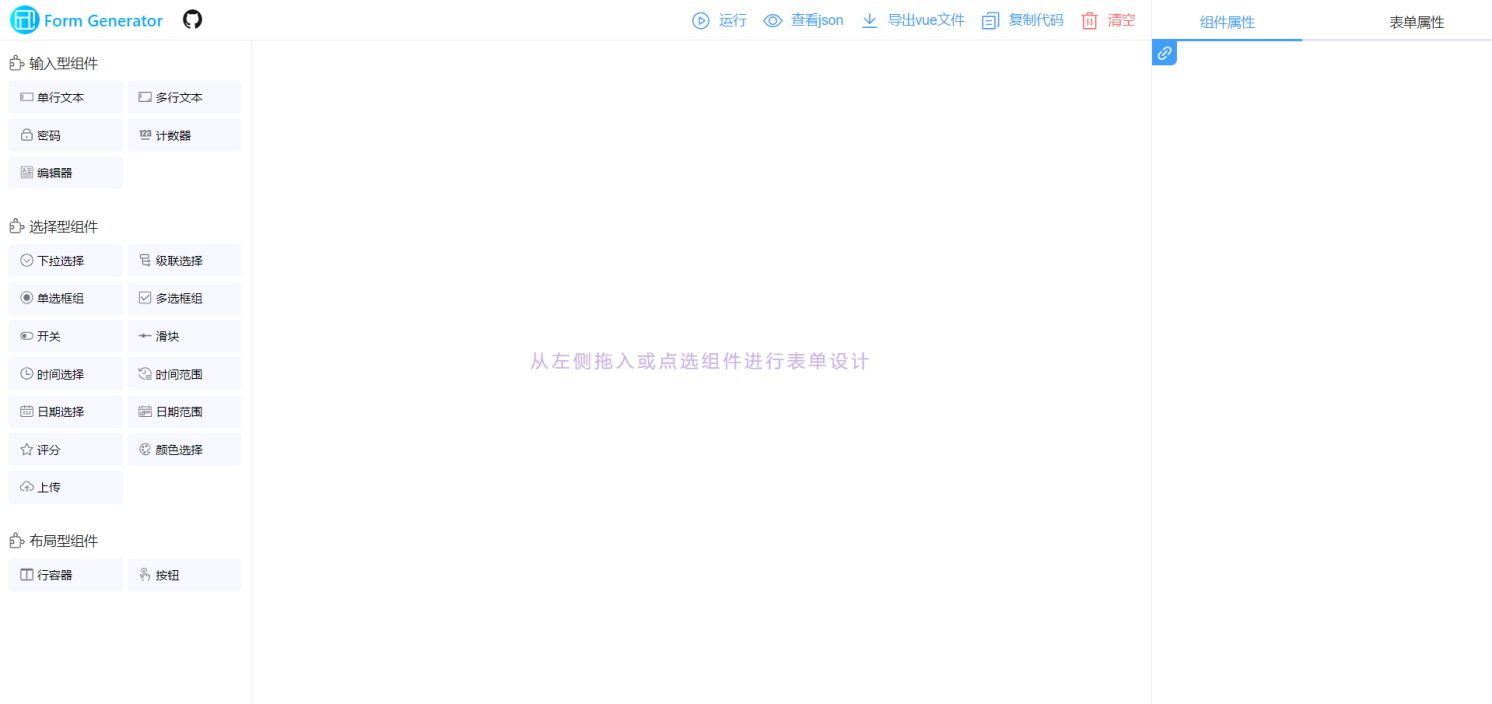 Form Generator
运行 查看json 导出vue文件 复制代码 清空
组件属性 表单属性
输入型组件
单行文本 多行文本
密码 123 计数器
编辑器
选择型组件
下拉选择 级联选择
单选框组 多选框组
开关 滑块
时间选择 时间范围
日期选择 日期范围
评分 颜色选择
上传
布局型组件
行容器 按钮
从左侧拖入或点选组件进行表单设计